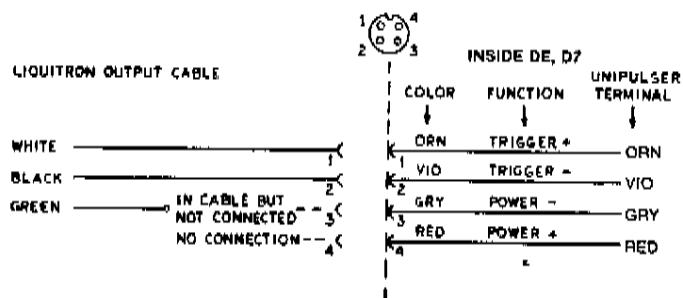 1 4
2 3
INSIDE DE, D7
LIQUITRON OUTPUT CABLE
UNIPULSER
COLOR FUNCTION TERMINAL
WHITE 1 1 ORN TRIGGER + ORN
BLACK 2 2 VIO TRIGGER - VIO
GREEN IN CABLE BUT
NOT CONNECTED 3 3 GRY POWER - GRY
NO CONNECTION 4 4 RED POWER + RED